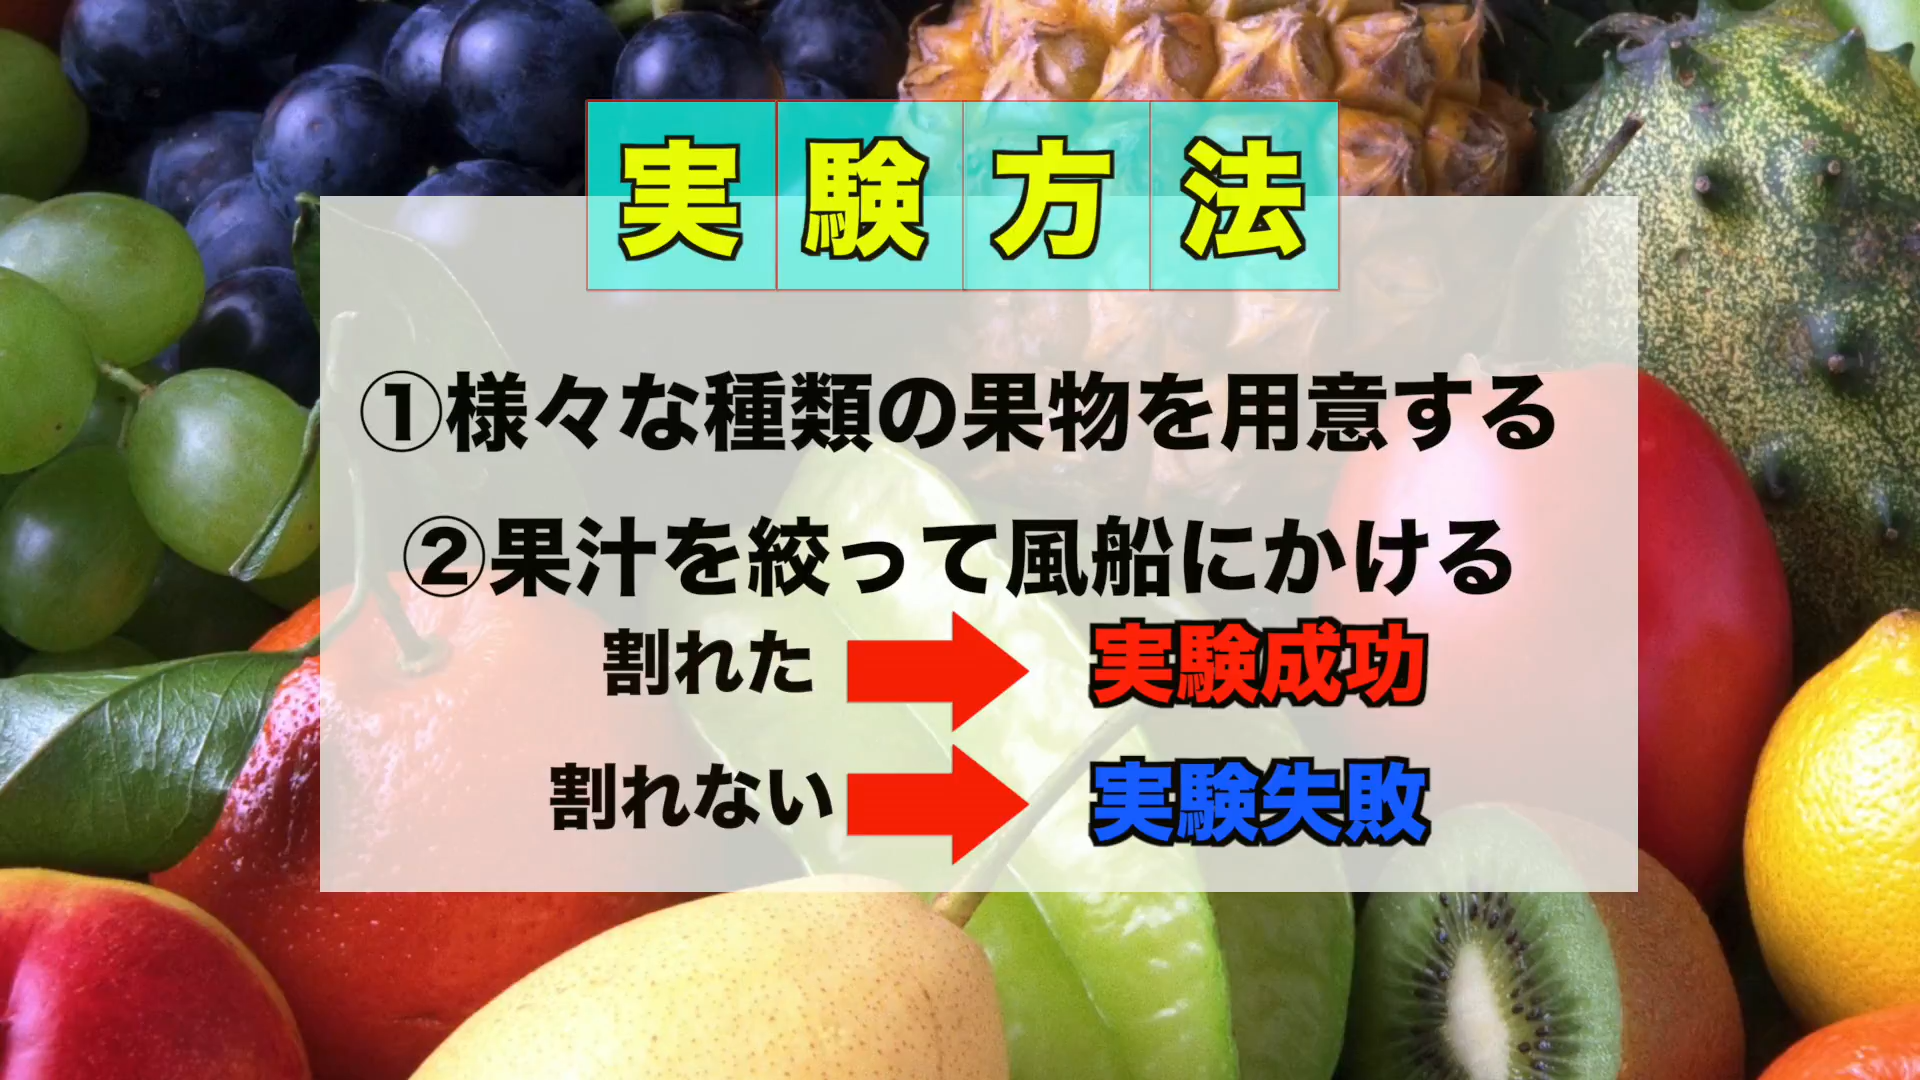 実験方法
①様々な種類の果物を用意する
②果汁を絞って風船にかける
割れた 実験成功
割れない 実験失敗